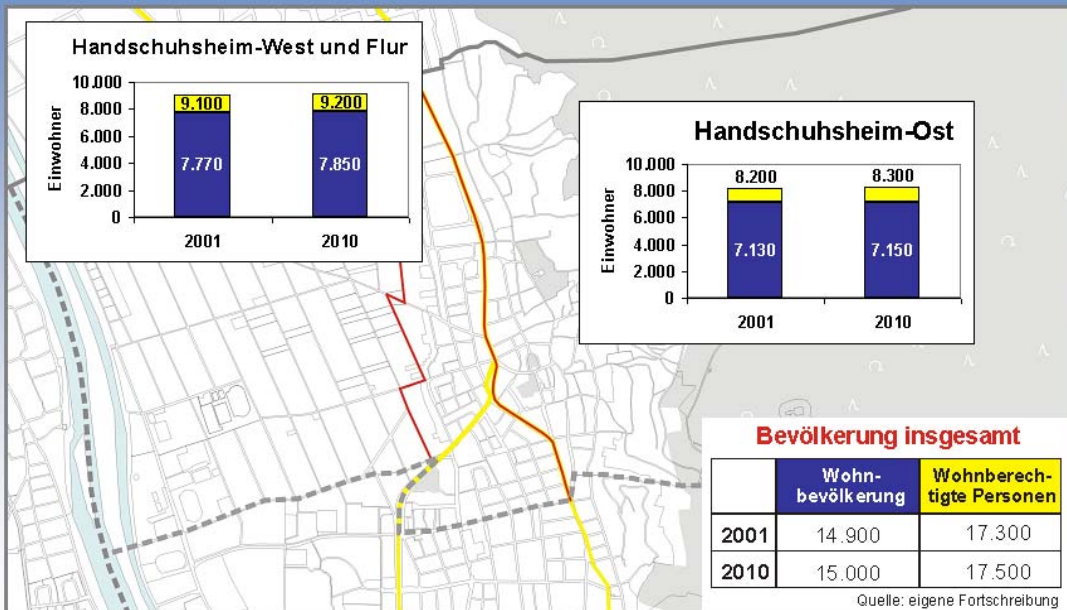 Handschuhsheim-West und Flur
Einwohner
10.000
8.000
6.000
4.000
2.000
0
9.100
9.200
7.770
7.850
2001
2010
Handschuhsheim-Ost
Einwohner
10.000
8.000
6.000
4.000
2.000
0
8.200
8.300
7.130
7.150
2001
2010
Bevölkerung insgesamt
Wohn-
bevölkerung
Wohnberech-
tigte Personen
2001 14.900 17.300
2010 15.000 17.500
Quelle: eigene Fortschreibung